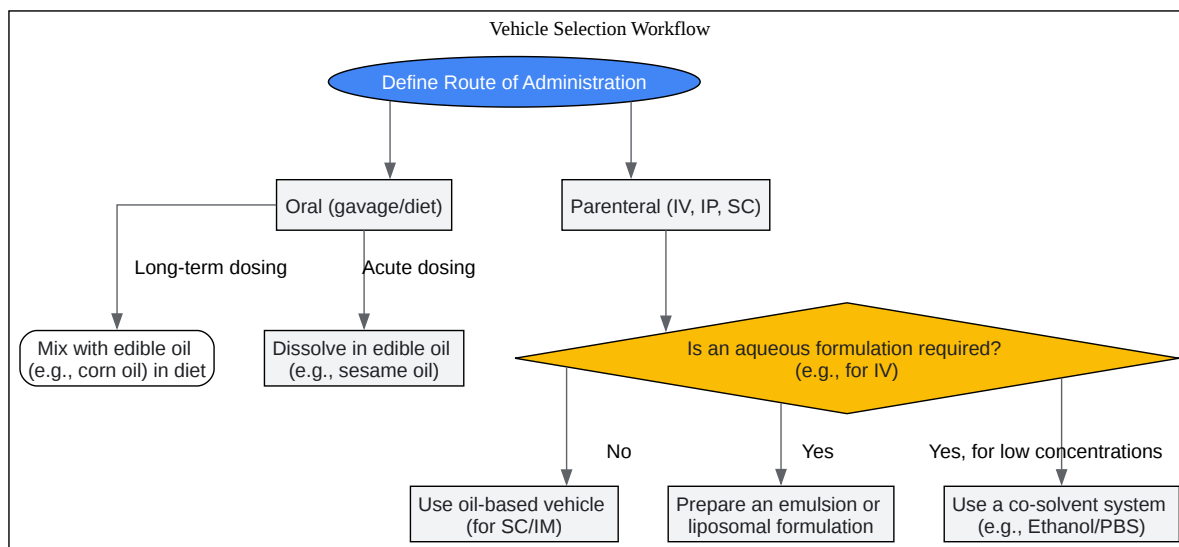 Vehicle Selection Workflow
Define Route of Administration
Oral (gavage/diet)
Parenteral (IV, IP, SC)
Long-term dosing
Acute dosing
Mix with edible oil
(e.g., corn oil) in diet
Dissolve in edible oil
(e.g., sesame oil)
Is an aqueous formulation required?
(e.g., for IV)
No
Yes
Yes, for low concentrations
Use oil-based vehicle
(for SC/IM)
Prepare an emulsion or
liposomal formulation
Use a co-solvent system
(e.g., Ethanol/PBS)